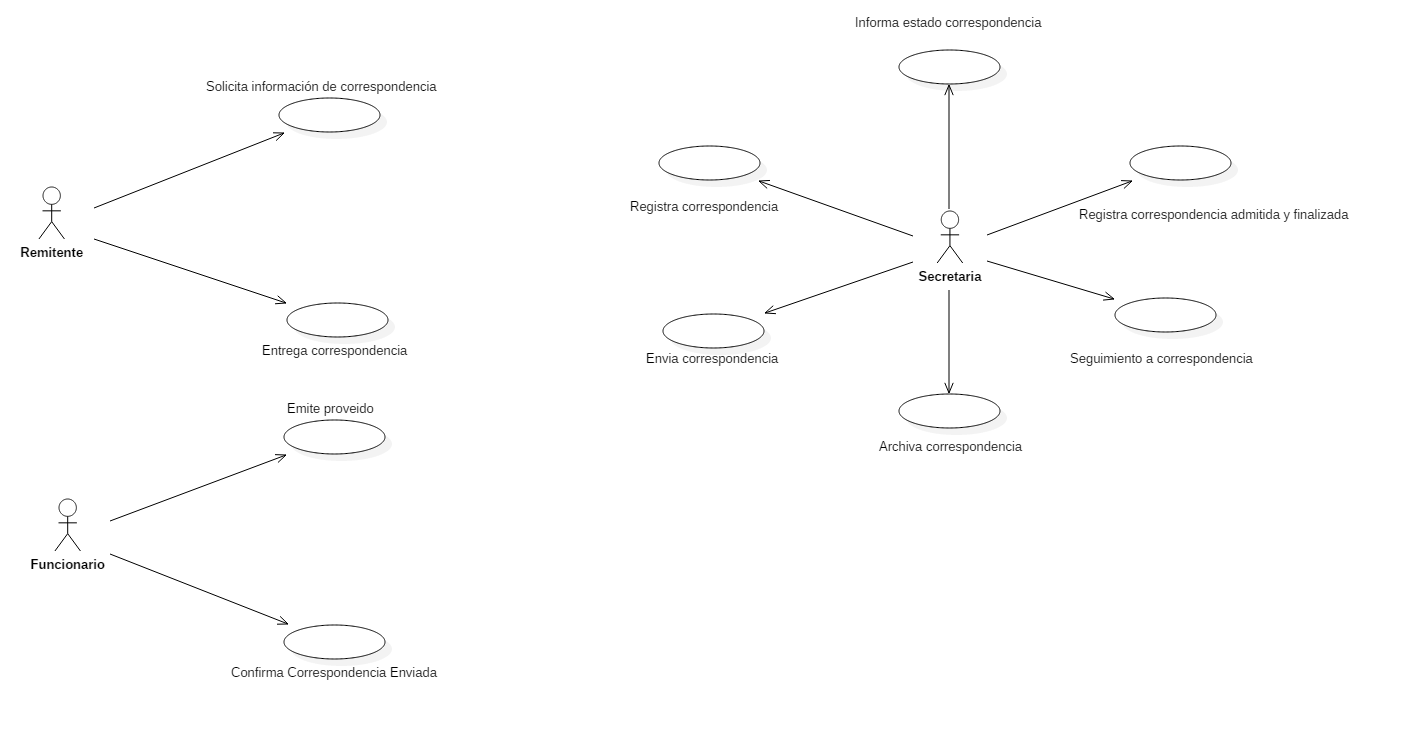 Solicita información de correspondencia
Remitente
Entrega correspondencia
Emite proveido
Funcionario
Confirma Correspondencia Enviada
Informa estado correspondencia
Registra correspondencia
Registra correspondencia admitida y finalizada
Secretaria
Envia correspondencia
Seguimiento a correspondencia
Archiva correspondencia